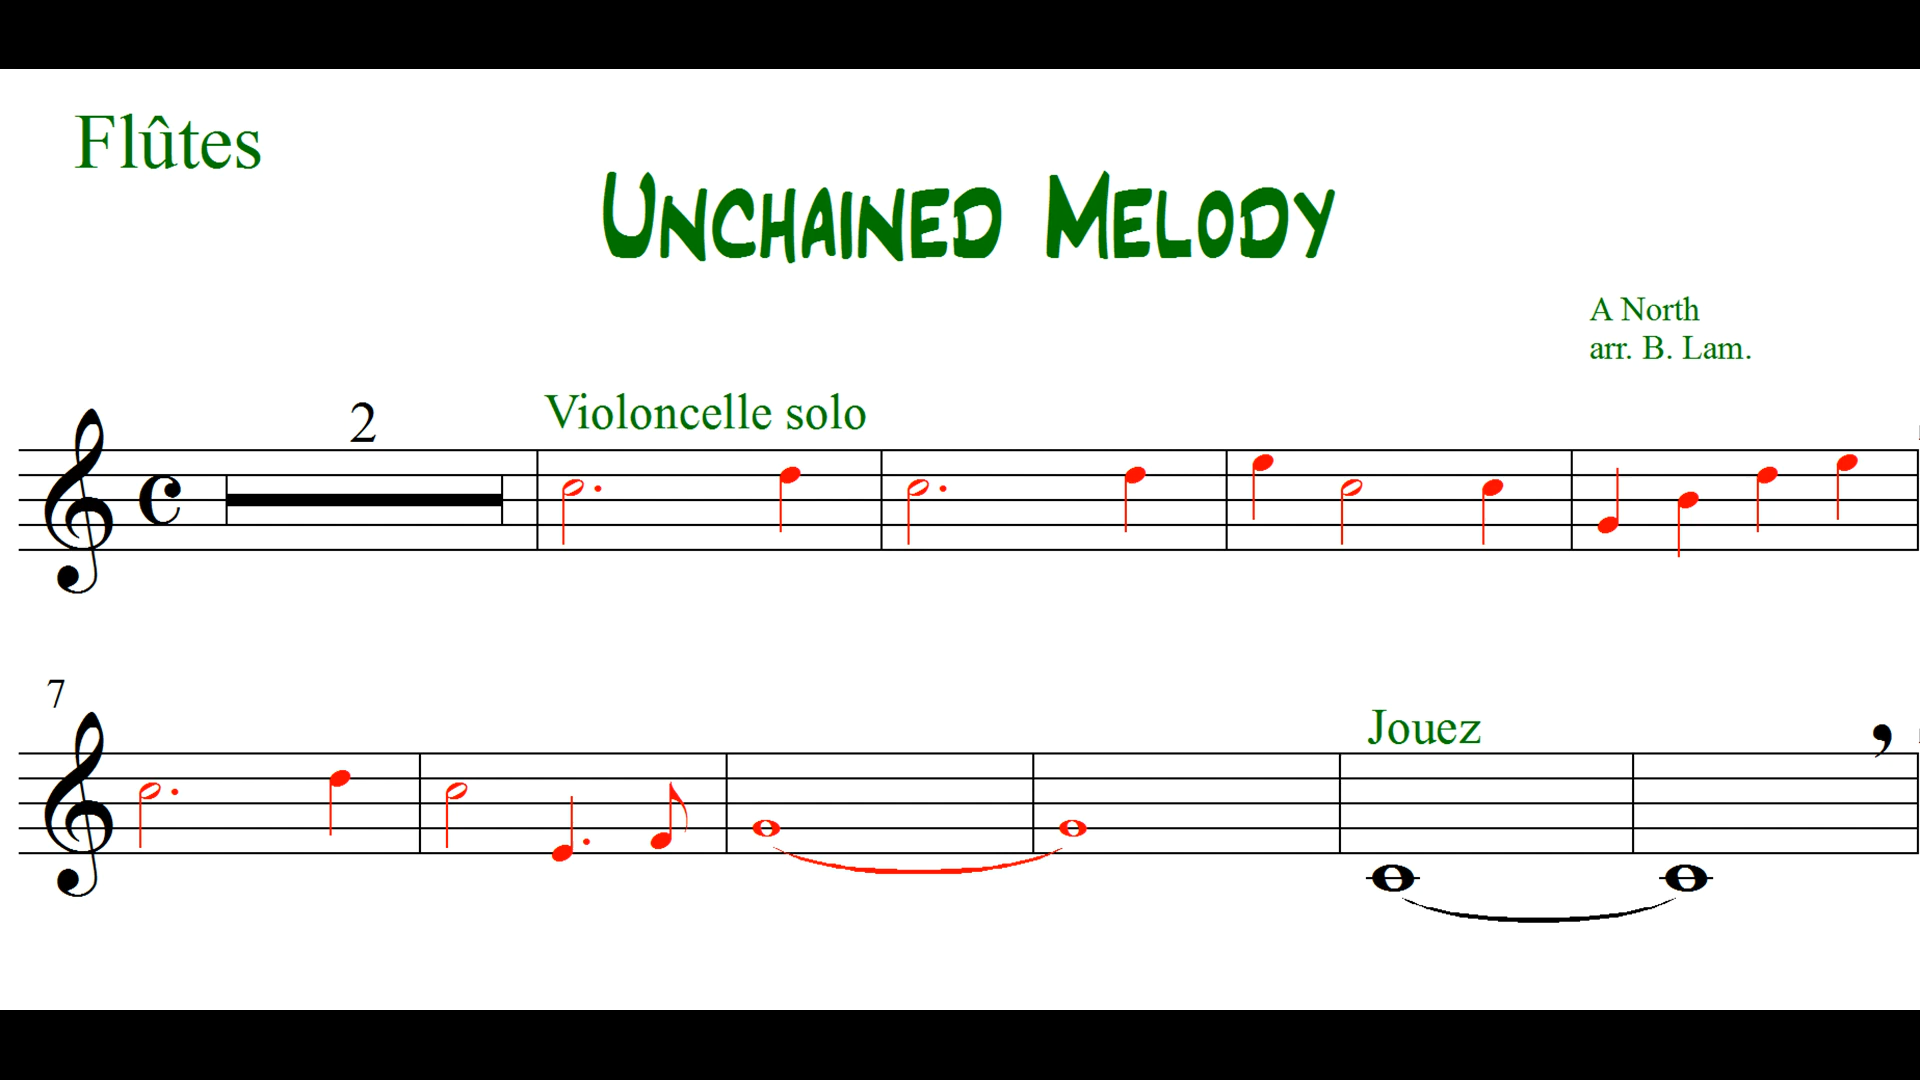 Flûtes
Unchained Melody
A North
arr. B. Lam.
2
Violoncelle solo
7
Jouez